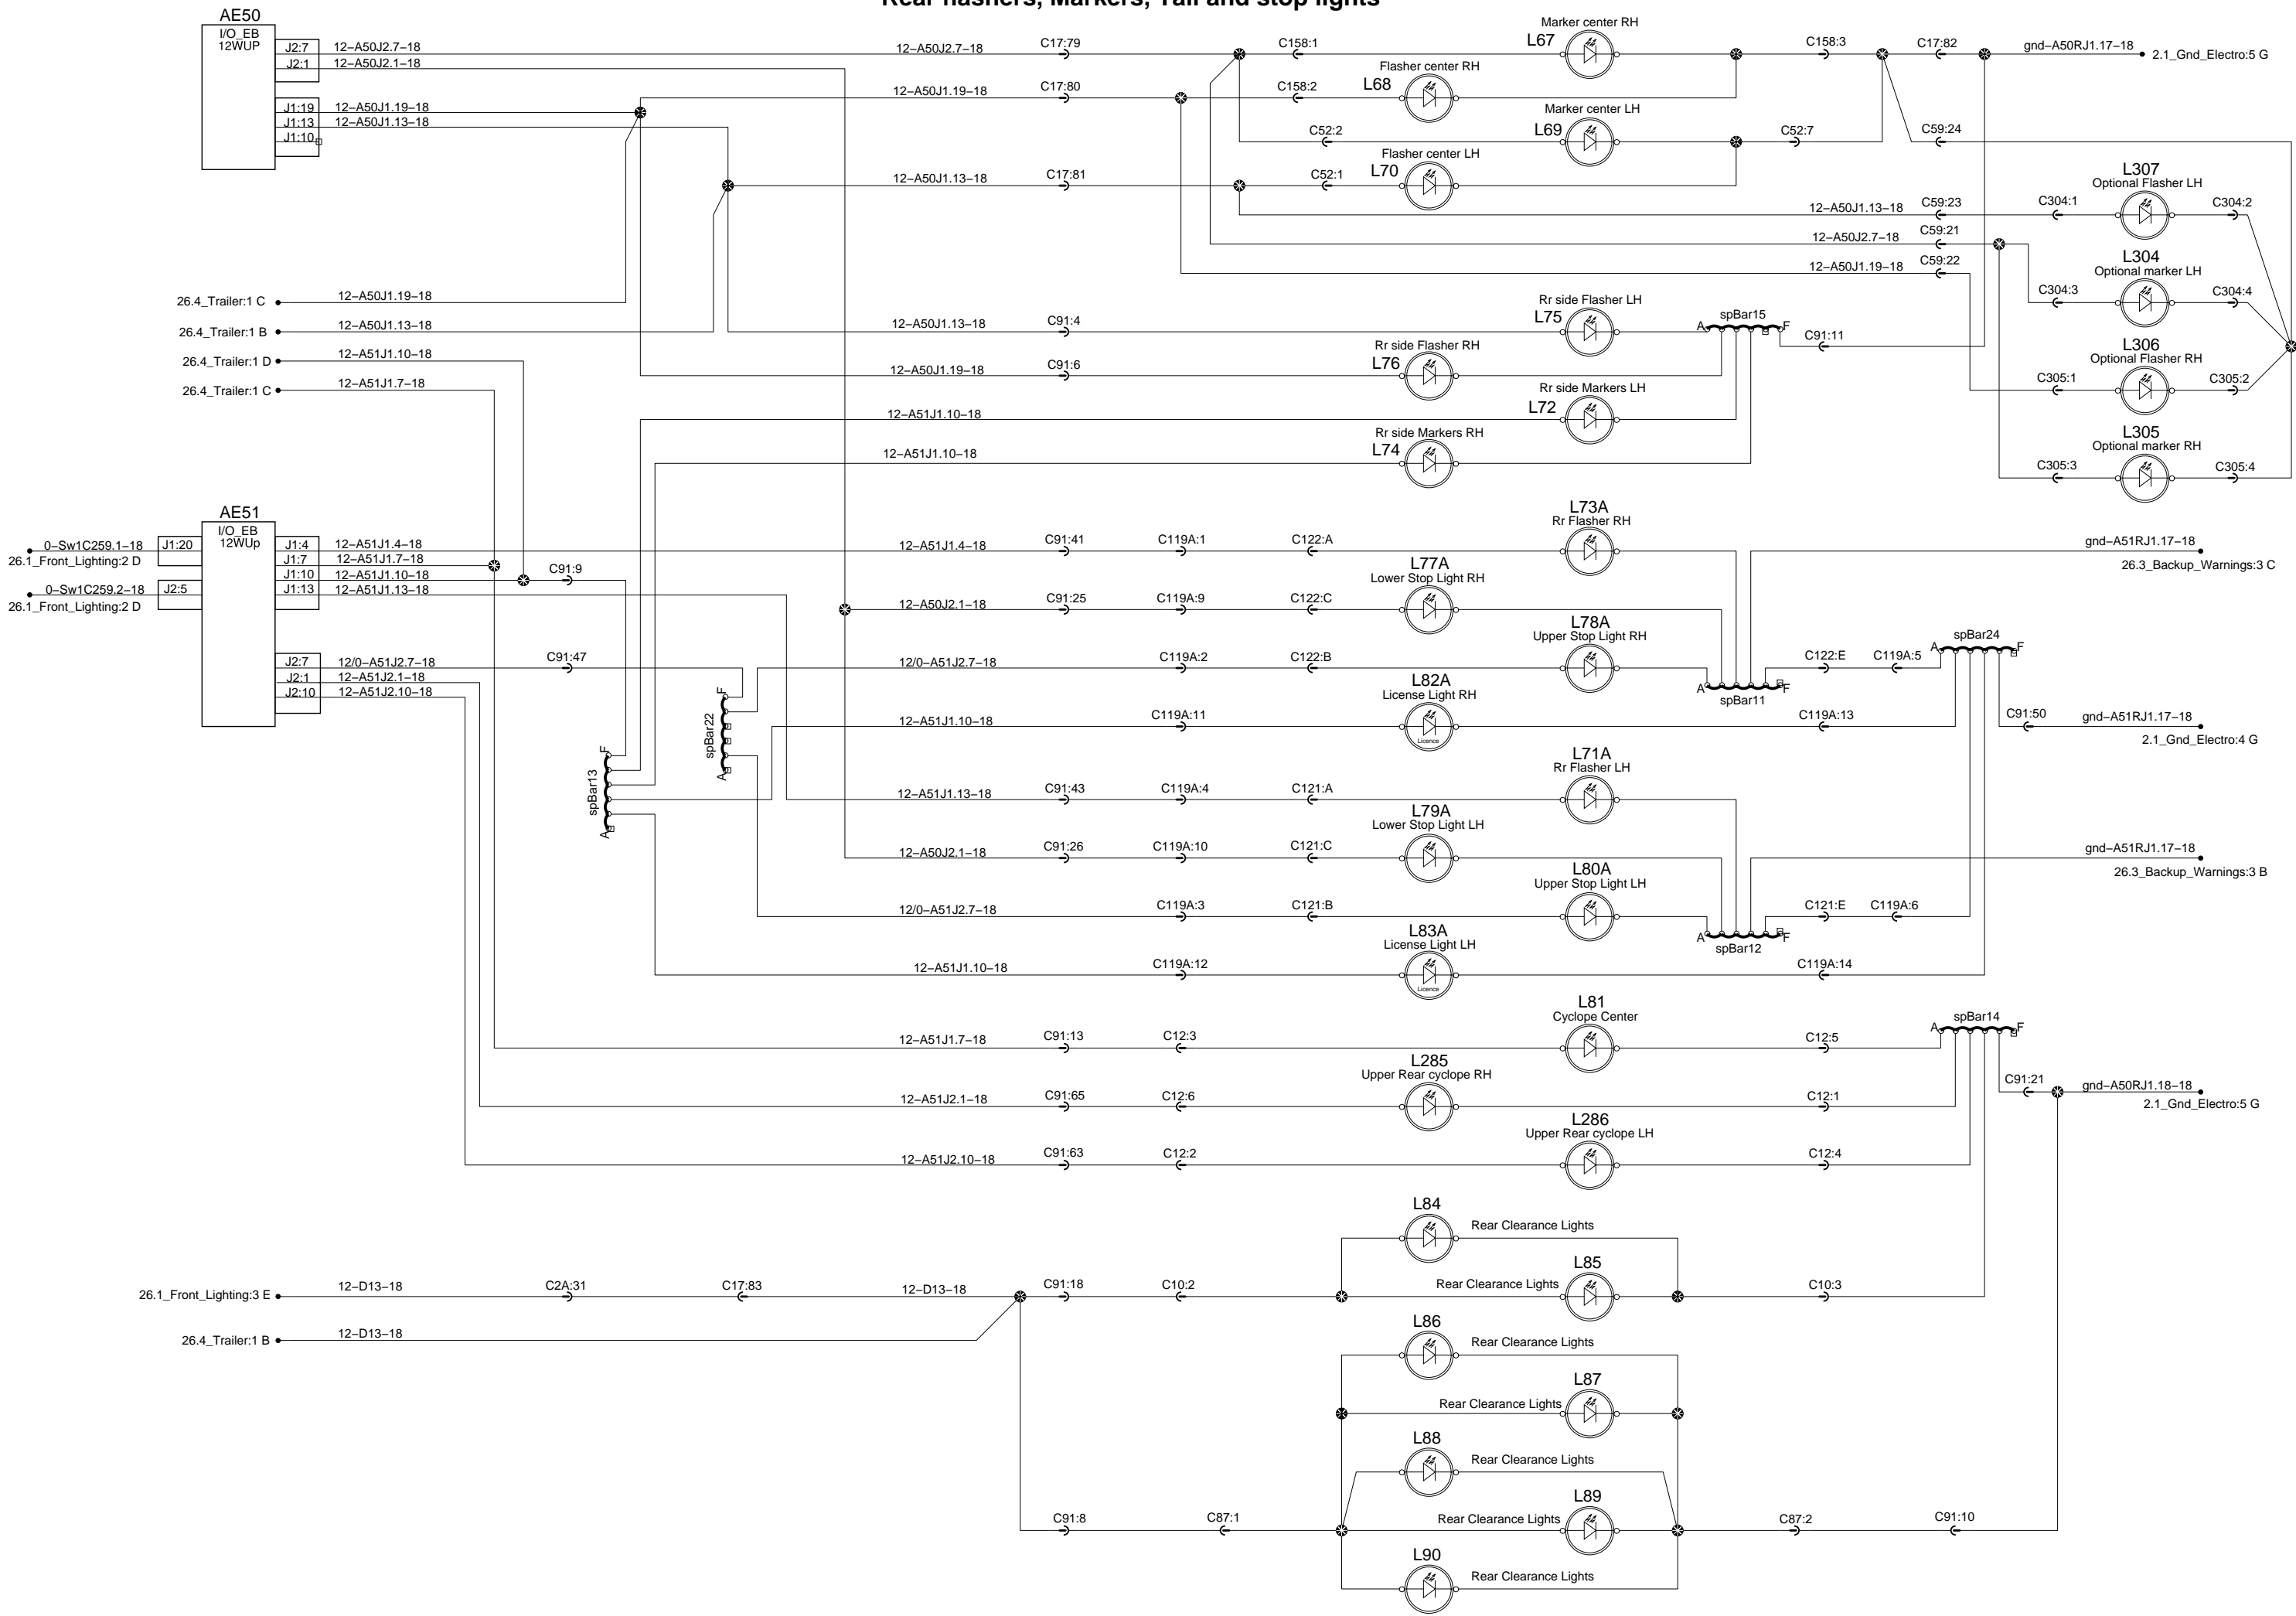 Rear flashers, Markers, Tail and stop lights
AE50
I/O_EB
12WUP
J2:7
12-A50J2.7-18
12-A50J2.7-18
C17:79
C158:1
L67
Marker center RH
C158:3
C17:82
gnd-A50RJ1.17-18
2.1_Gnd_Electro:5 G
J2:1
12-A50J2.1-18
J1:19
12-A50J1.19-18
12-A50J1.19-18
C17:80
C158:2
Flasher center RH
L68
J1:13
12-A50J1.13-18
J1:10
C52:2
Marker center LH
L69
C52:7
C59:24
12-A50J1.13-18
C17:81
C52:1
Flasher center LH
L70
12-A50J1.13-18
C59:23
C304:1
L307
Optional Flasher LH
C304:2
12-A50J2.7-18
C59:21
12-A50J1.19-18
C59:22
C304:3
L304
Optional marker LH
C304:4
26.4_Trailer:1 C
12-A50J1.19-18
26.4_Trailer:1 B
12-A50J1.13-18
12-A50J1.13-18
C91:4
Rr side Flasher LH
L75
A
spBar15
F
C91:11
26.4_Trailer:1 D
12-A51J1.10-18
12-A50J1.19-18
C91:6
Rr side Flasher RH
L76
C305:1
L306
Optional Flasher RH
C305:2
26.4_Trailer:1 C
12-A51J1.7-18
12-A51J1.10-18
Rr side Markers LH
L72
12-A51J1.10-18
Rr side Markers RH
L74
C305:3
L305
Optional marker RH
C305:4
AE51
I/O_EB
12WUp
0-Sw1C259.1-18
J1:20
26.1_Front_Lighting:2 D
0-Sw1C259.2-18
J2:5
26.1_Front_Lighting:2 D
J1:4
12-A51J1.4-18
12-A51J1.4-18
C91:41
C119A:1
C122:A
L73A
Rr Flasher RH
gnd-A51RJ1.17-18
26.3_Backup_Warnings:3 C
J1:7
12-A51J1.7-18
J1:10
12-A51J1.10-18
C91:9
J1:13
12-A51J1.13-18
12-A50J2.1-18
C91:25
C119A:9
C122:C
L77A
Lower Stop Light RH
J2:7
12/0-A51J2.7-18
C91:47
12/0-A51J2.7-18
C119A:2
C122:B
L78A
Upper Stop Light RH
C122:E
C119A:5
A
spBar24
F
J2:1
12-A51J2.1-18
J2:10
12-A51J2.10-18
A
spBar11
F
F
spBar22
A
12-A51J1.10-18
C119A:11
L82A
License Light RH
Licence
C119A:13
C91:50
gnd-A51RJ1.17-18
2.1_Gnd_Electro:4 G
F
spBar13
A
12-A51J1.13-18
C91:43
C119A:4
C121:A
L71A
Rr Flasher LH
12-A50J2.1-18
C91:26
C119A:10
C121:C
L79A
Lower Stop Light LH
gnd-A51RJ1.17-18
26.3_Backup_Warnings:3 B
12/0-A51J2.7-18
C119A:3
C121:B
L80A
Upper Stop Light LH
C121:E
C119A:6
A
spBar12
F
12-A51J1.10-18
C119A:12
L83A
License Light LH
Licence
C119A:14
12-A51J1.7-18
C91:13
C12:3
L81
Cyclope Center
C12:5
A
spBar14
F
12-A51J2.1-18
C91:65
C12:6
L285
Upper Rear cyclope RH
C12:1
C91:21
gnd-A50RJ1.18-18
2.1_Gnd_Electro:5 G
12-A51J2.10-18
C91:63
C12:2
L286
Upper Rear cyclope LH
C12:4
L84
Rear Clearance Lights
26.1_Front_Lighting:3 E
12-D13-18
C2A:31
C17:83
12-D13-18
C91:18
C10:2
Rear Clearance Lights
L85
C10:3
26.4_Trailer:1 B
12-D13-18
L86
Rear Clearance Lights
Rear Clearance Lights
L87
L88
Rear Clearance Lights
C91:8
C87:1
Rear Clearance Lights
L89
C87:2
C91:10
L90
Rear Clearance Lights